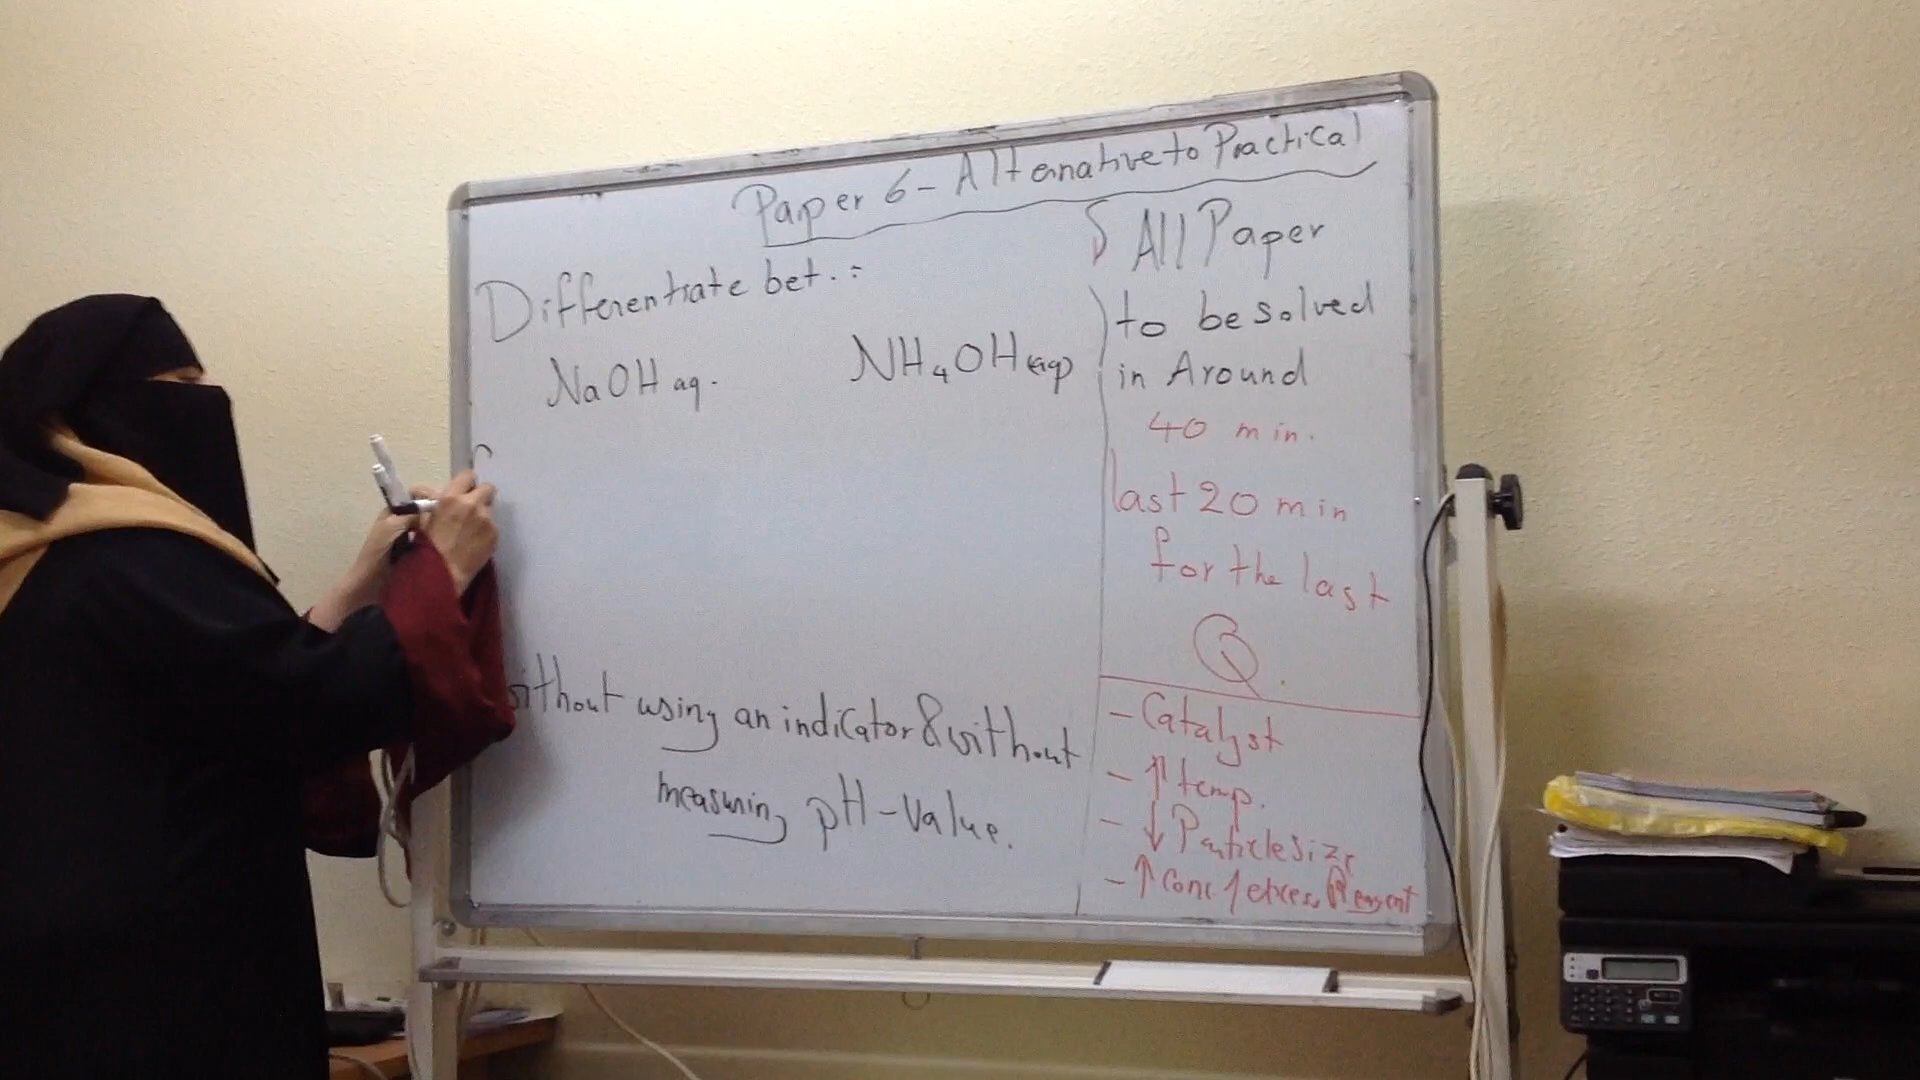 Paper 6 - Alternative to Practical
Differentiate bet. :
NaOH aq.
NH₄OH (aq)
without using an indicator & without
measuring pH-value.
All Paper
to be solved
in Around
40 min.
last 20 min
for the last
Q.
- Catalyst
- ↑ temp.
- ↓ Particle size
- ↑ Conc / excess Reagent